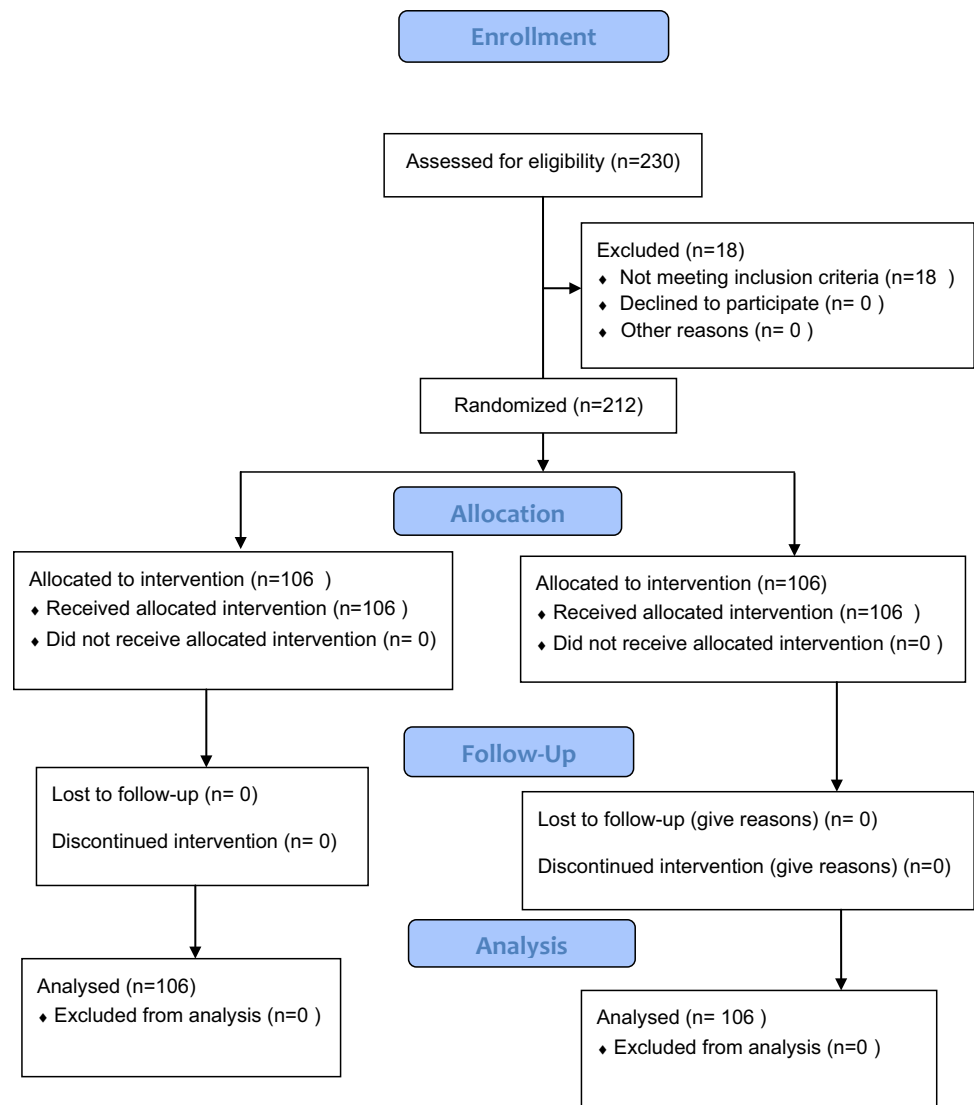 Enrollment
Assessed for eligibility (n=230)
Excluded (n=18)
♦ Not meeting inclusion criteria (n=18 )
♦ Declined to participate (n= 0 )
♦ Other reasons (n= 0 )
Randomized (n=212)
Allocation
Allocated to intervention (n=106 )
♦ Received allocated intervention (n=106 )
♦ Did not receive allocated intervention (n= 0)
Allocated to intervention (n=106)
♦ Received allocated intervention (n=106 )
♦ Did not receive allocated intervention (n=0 )
Follow-Up
Lost to follow-up (n= 0)
Discontinued intervention (n= 0)
Lost to follow-up (give reasons) (n= 0)
Discontinued intervention (give reasons) (n=0)
Analysis
Analysed (n=106)
♦ Excluded from analysis (n=0 )
Analysed (n= 106 )
♦ Excluded from analysis (n=0 )